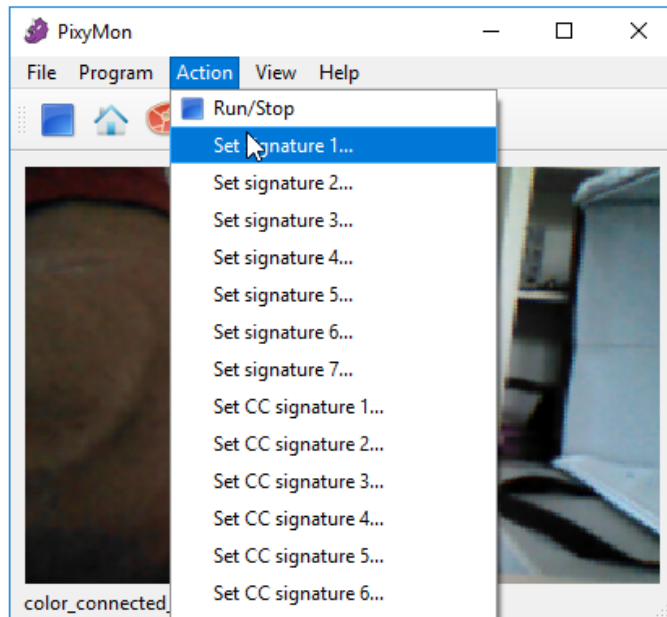 PixyMon
File Program Action View Help
Run/Stop
Set signature 1...
Set signature 2...
Set signature 3...
Set signature 4...
Set signature 5...
Set signature 6...
Set signature 7...
Set CC signature 1...
Set CC signature 2...
Set CC signature 3...
Set CC signature 4...
Set CC signature 5...
Set CC signature 6...
color_connected_